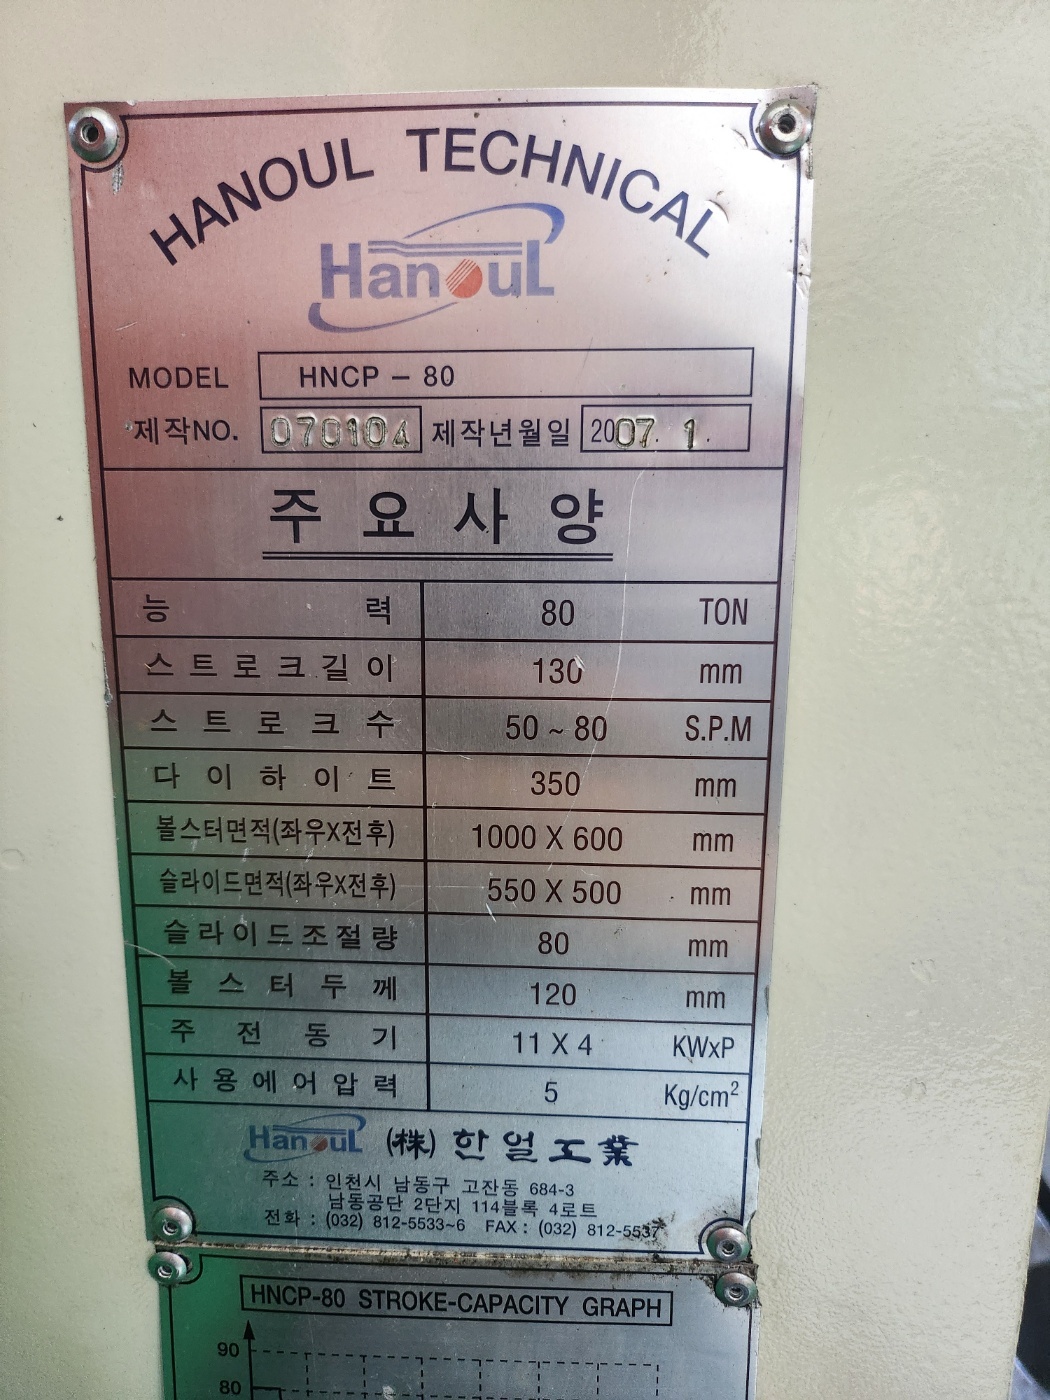 HANOUL TECHNICAL
HanouL
MODEL HNCP - 80
제작NO. 070104 제작년월일 2007. 1.
주요사양
능력 80 TON
스트로크길이 130 mm
스트로크수 50 ~ 80 S.P.M
다이하이트 350 mm
볼스터면적(좌우X전후) 1000 X 600 mm
슬라이드면적(좌우X전후) 550 X 500 mm
슬라이드조절량 80 mm
볼스터두께 120 mm
주전동기 11 X 4 KWxP
사용에어압력 5 Kg/cm²
HanouL (株) 한얼工業
주소 : 인천시 남동구 고잔동 684-3
남동공단 2단지 114블록 4로트
전화 : (032) 812-5533~6 FAX : (032) 812-5537
HNCP-80 STROKE-CAPACITY GRAPH
90
80